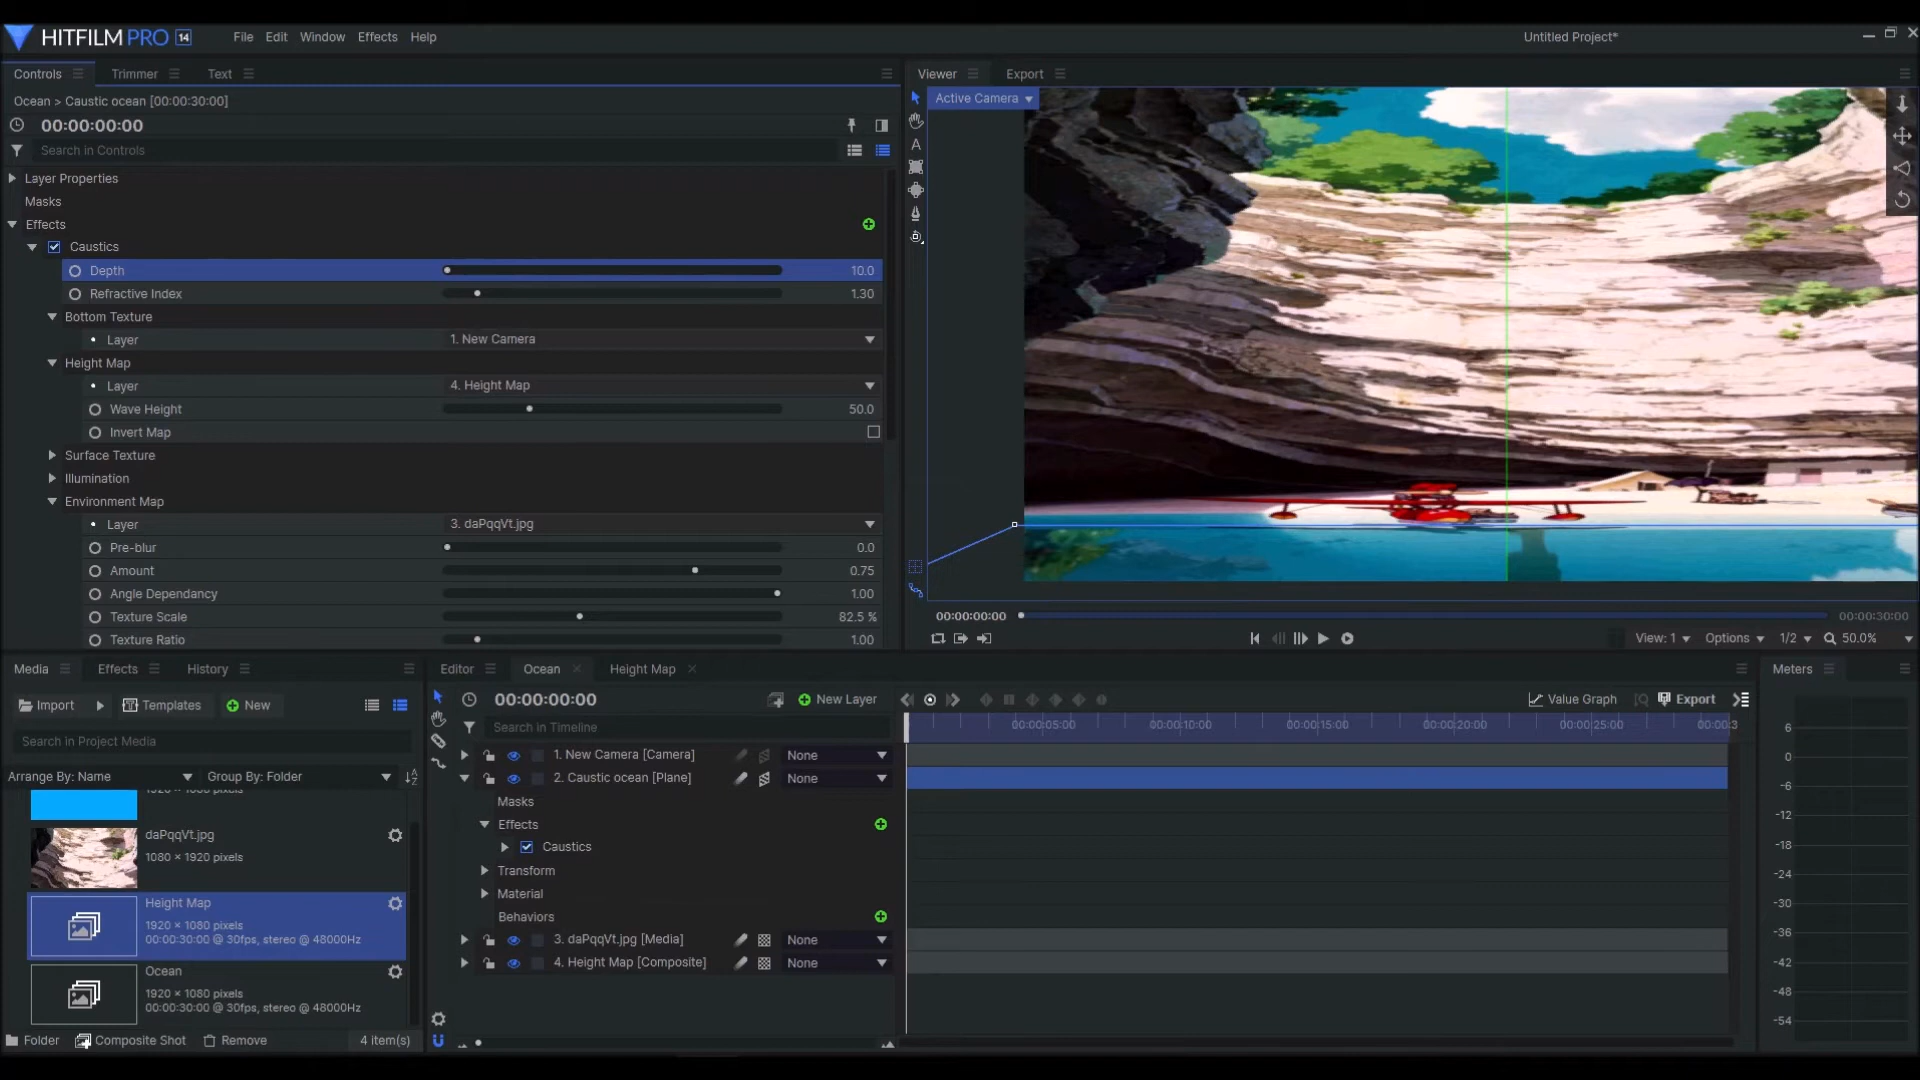 HITFILM PRO 14
File Edit Window Effects Help
Untitled Project*
Controls Trimmer Text
Viewer Export
Ocean > Caustic ocean [00:00:30:00]
Active Camera
00:00:00:00
Search in Controls
Layer Properties
Masks
Effects
Caustics
Depth 10.0
Refractive Index 1.30
Bottom Texture
Layer 1. New Camera
Height Map
Layer 4. Height Map
Wave Height 50.0
Invert Map
Surface Texture
Illumination
Environment Map
Layer 3. daPqqVt.jpg
Pre-blur 0.0
Amount 0.75
Angle Dependancy 1.00
Texture Scale 82.5 %
Texture Ratio 1.00
00:00:00:00 00:00:30:00
View: 1 Options 1/2 50.0%
Media Effects History
Editor Ocean Height Map
Meters
Import Templates New
00:00:00:00 New Layer
Value Graph Export
Search in Project Media
Search in Timeline
00:00:05:00 00:00:10:00 00:00:15:00 00:00:20:00 00:00:25:00 00:00:3
Arrange By: Name Group By: Folder
daPqqVt.jpg
1080 × 1920 pixels
Height Map
1920 × 1080 pixels
00:00:30:00 @ 30fps, stereo @ 48000Hz
Ocean
1920 × 1080 pixels
00:00:30:00 @ 30fps, stereo @ 48000Hz
Folder Composite Shot Remove 4 item(s)
1. New Camera [Camera] None
2. Caustic ocean [Plane] None
Masks
Effects
Caustics
Transform
Material
Behaviors
3. daPqqVt.jpg [Media] None
4. Height Map [Composite] None
6
0
-6
-12
-18
-24
-30
-36
-42
-48
-54